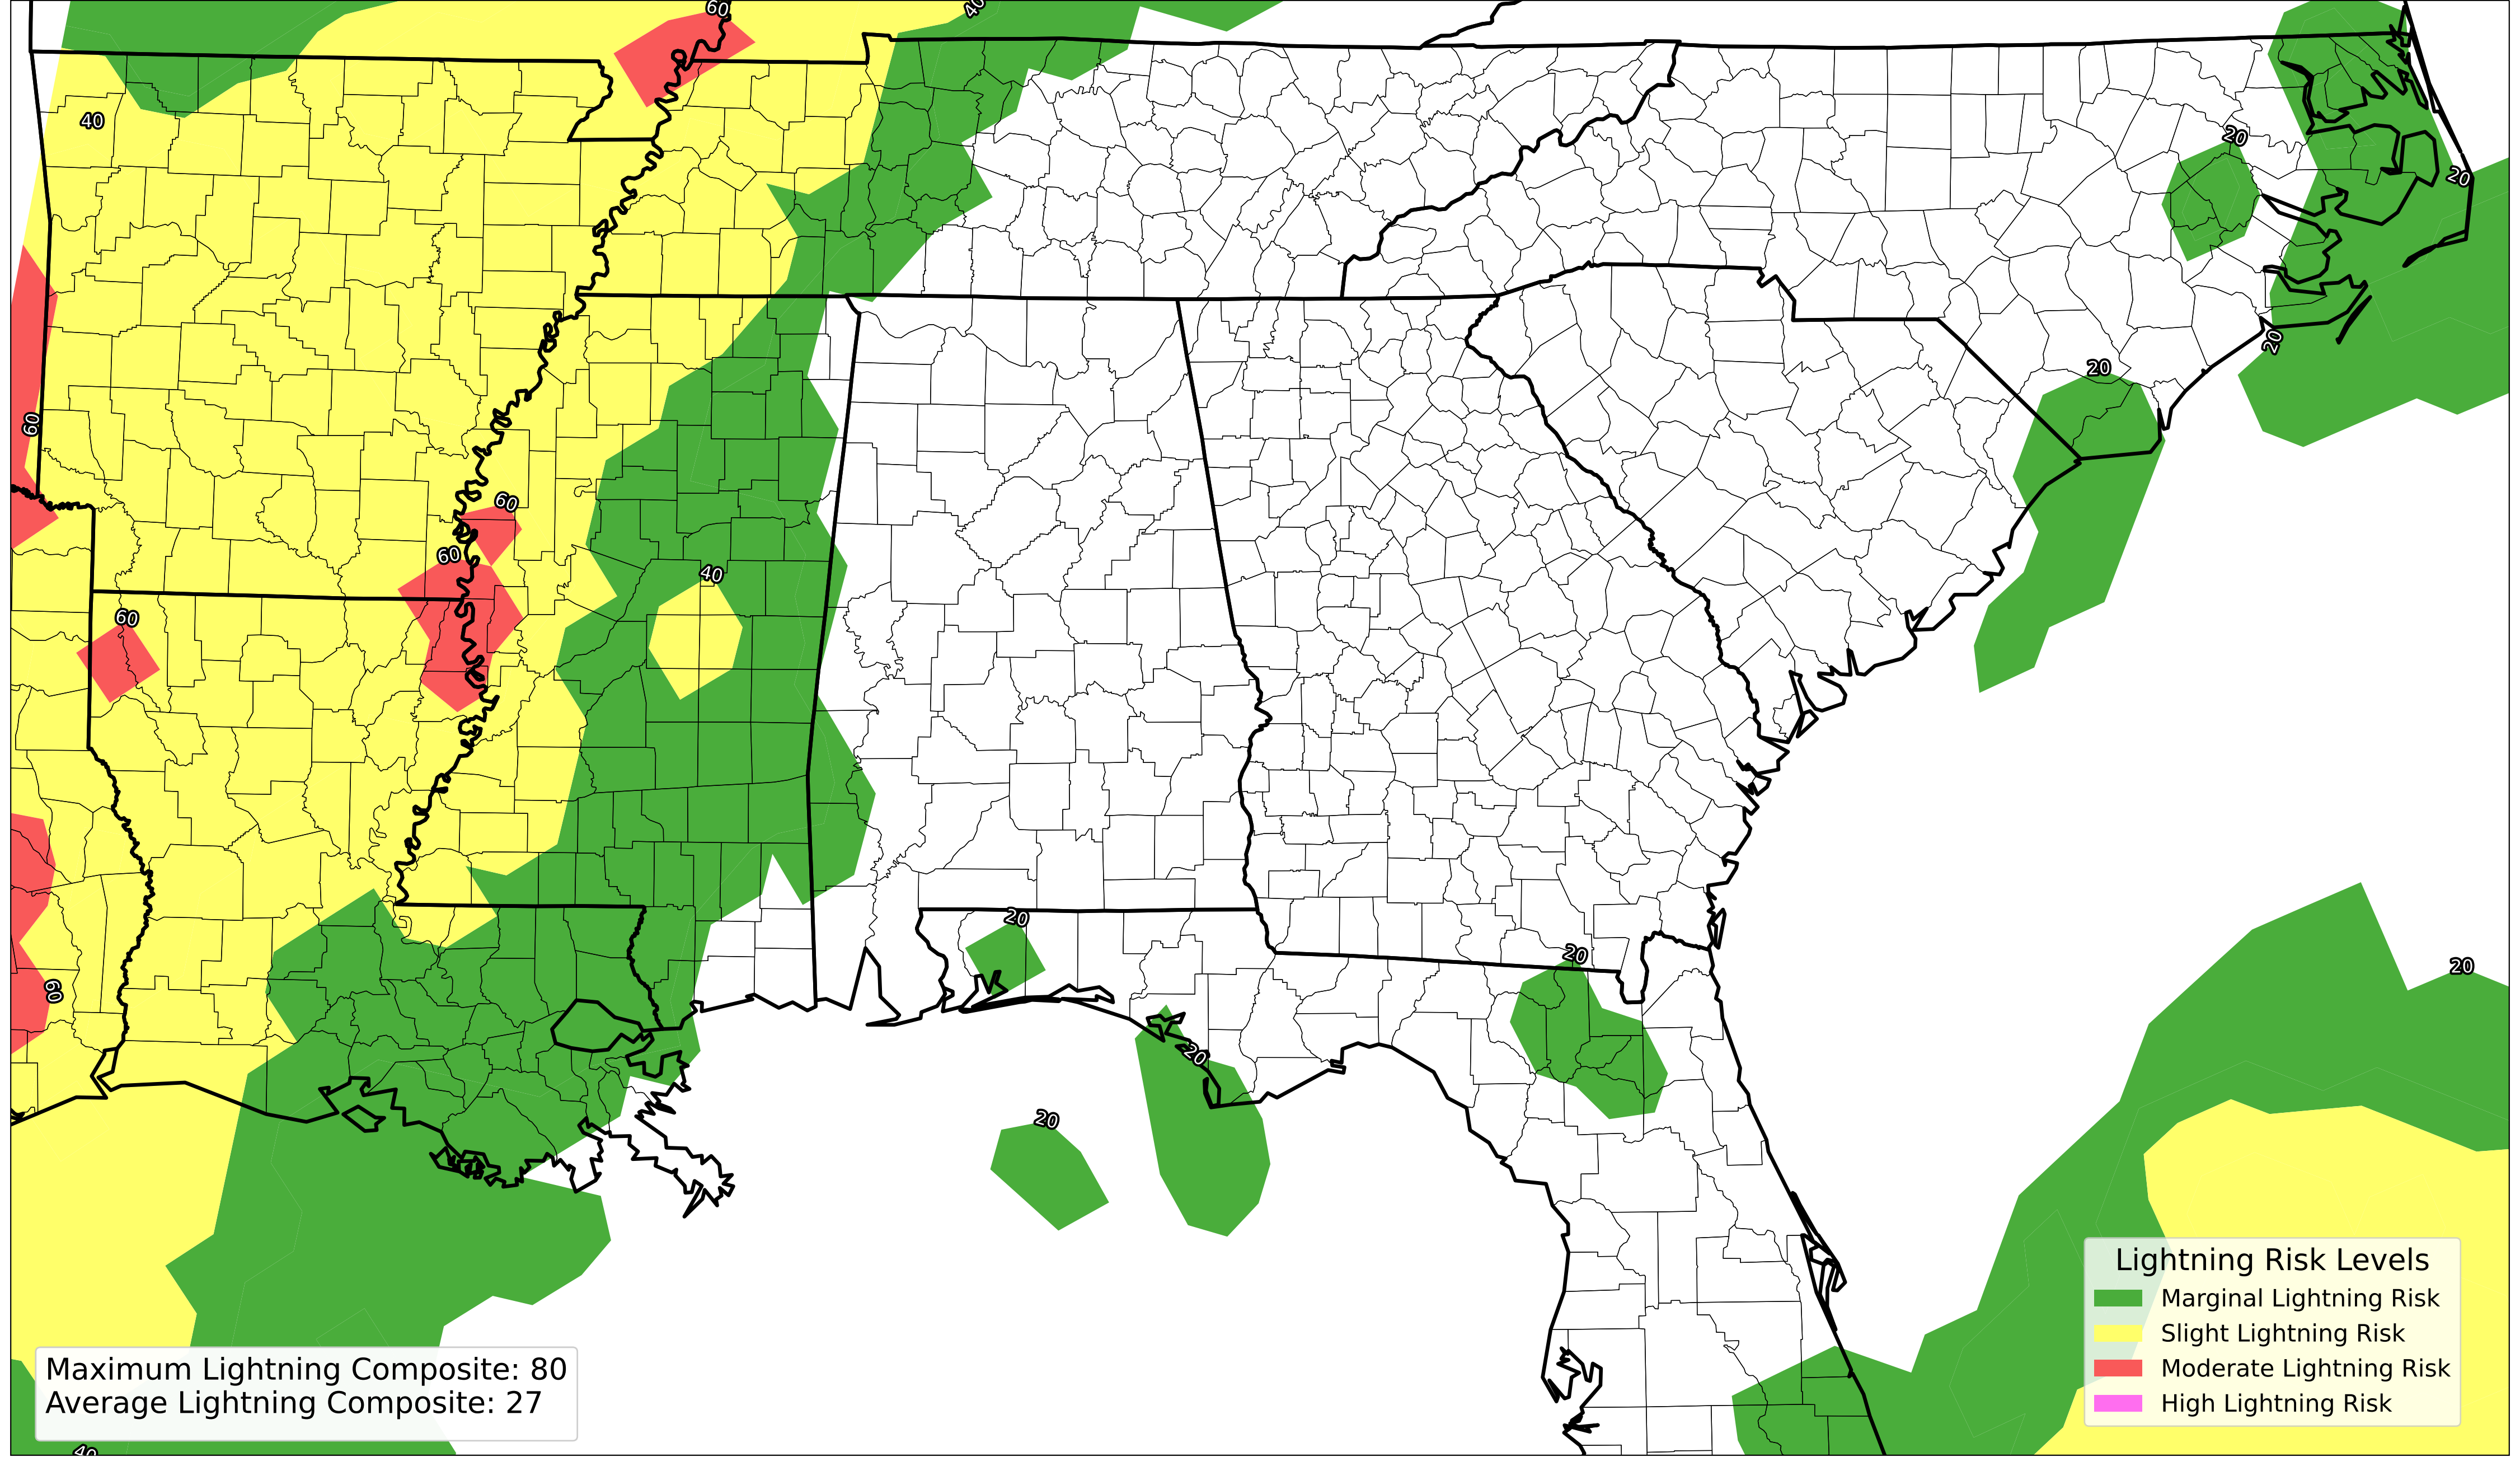 60
40
40
20
20
60
20
20
60
60
40
60
20
20
20
60
20
20
Lightning Risk Levels
Marginal Lightning Risk
Slight Lightning Risk
Moderate Lightning Risk
High Lightning Risk
Maximum Lightning Composite: 80
Average Lightning Composite: 27
40